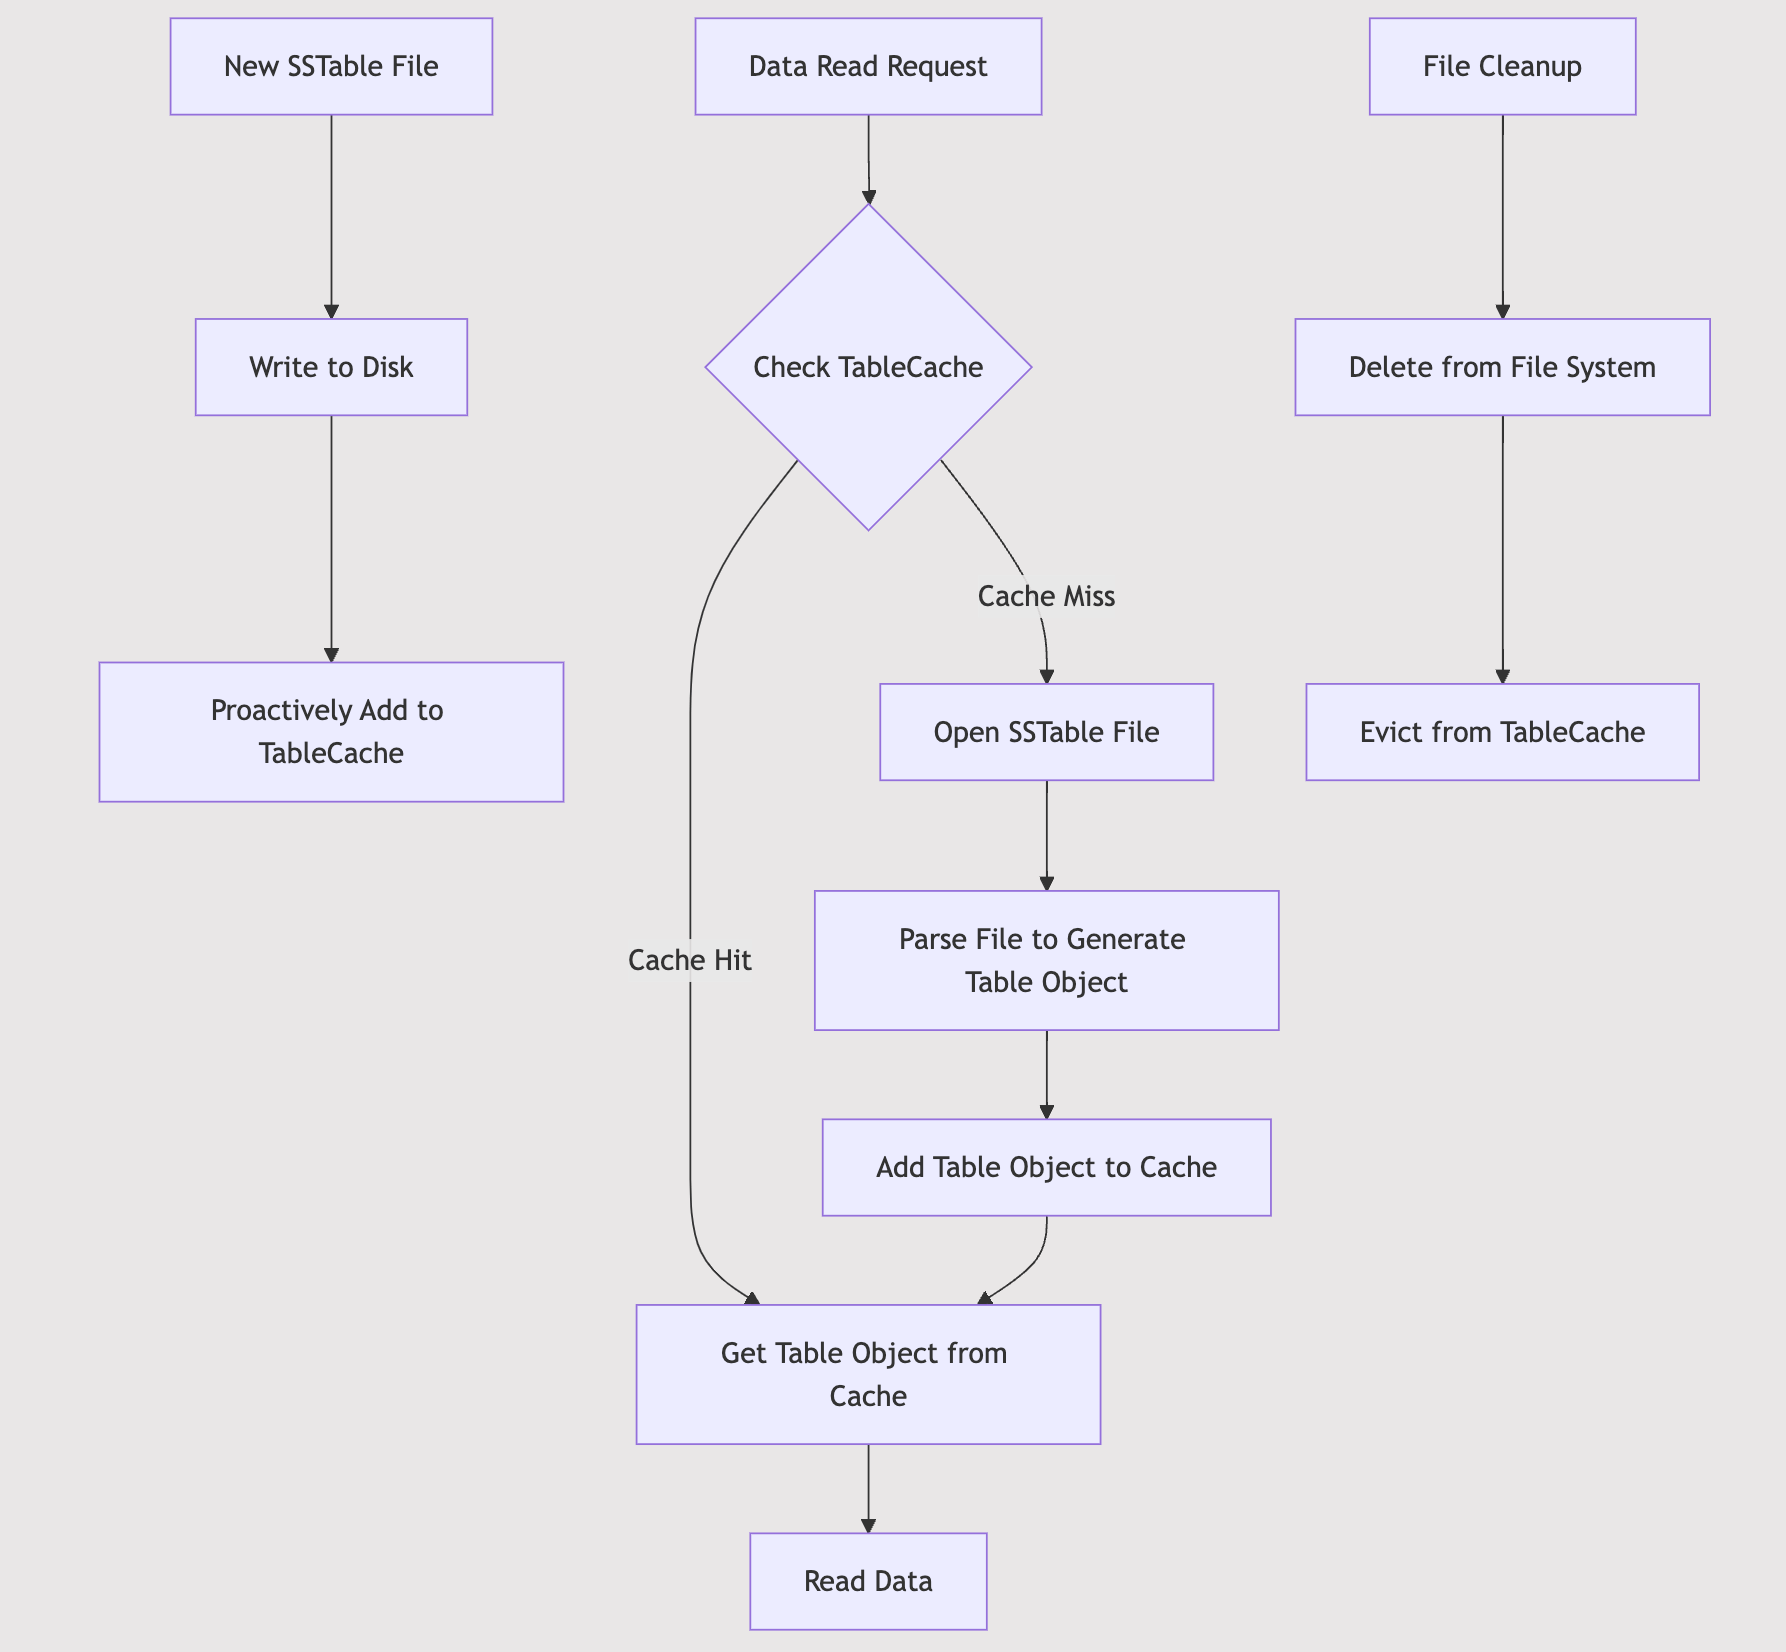 New SSTable File
Data Read Request
File Cleanup
Write to Disk
Check TableCache
Delete from File System
Cache Miss
Proactively Add to
TableCache
Open SSTable File
Evict from TableCache
Cache Hit
Parse File to Generate
Table Object
Add Table Object to Cache
Get Table Object from
Cache
Read Data